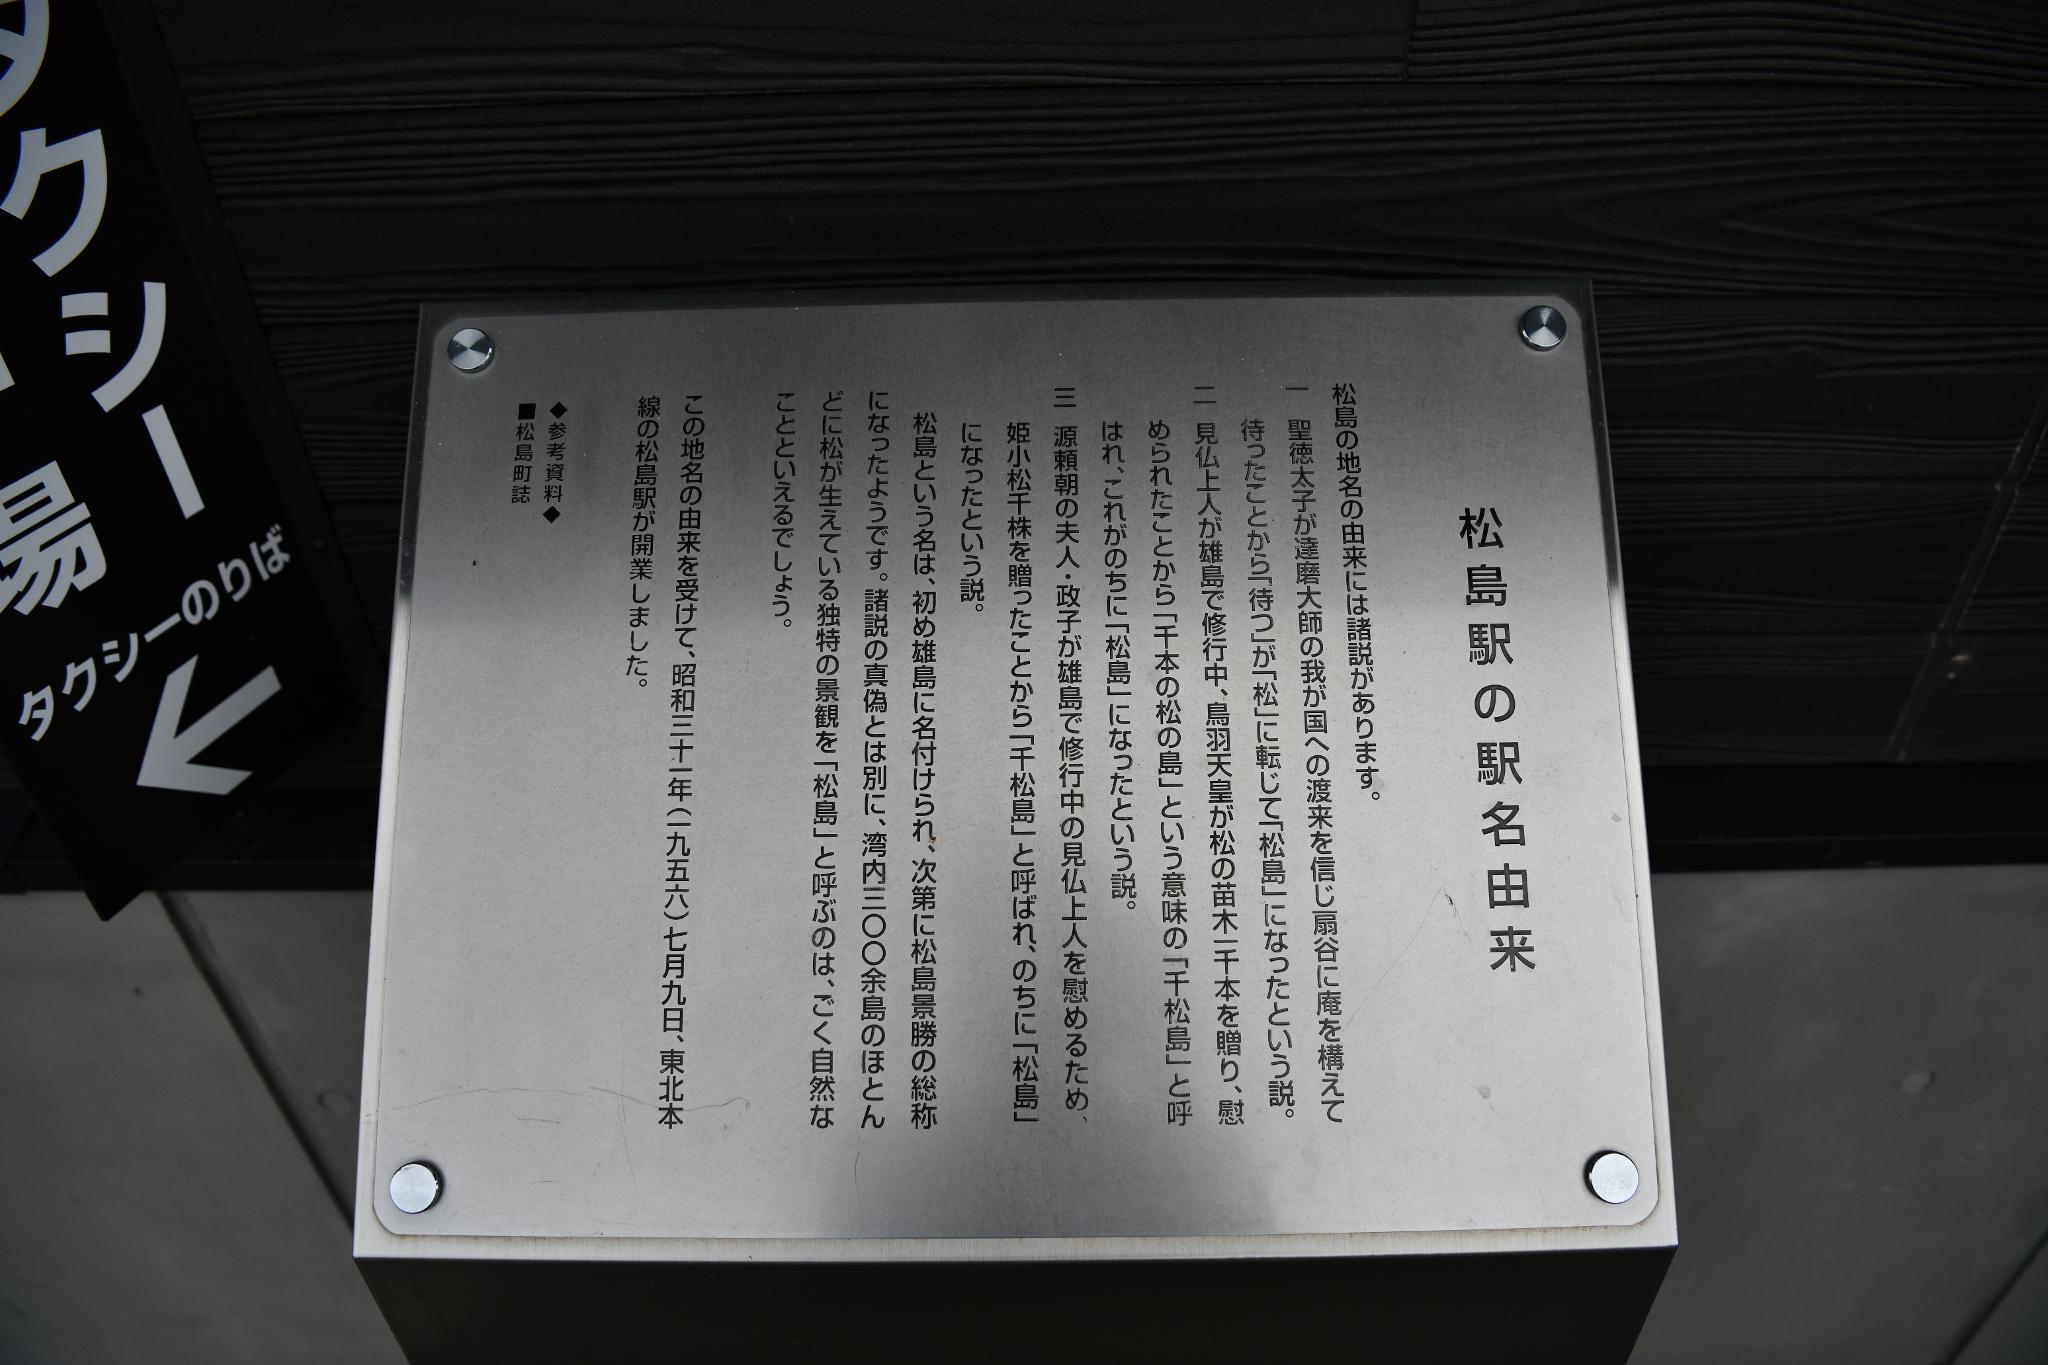 松島駅の駅名由来
松島の地名の由来には諸説があります。
一 聖徳太子が達磨大師の我が国への渡来を信じ扇谷に庵を構えて
待ったことから「待つ」が「松」に転じて「松島」になったという説。
二 見仏上人が雄島で修行中、鳥羽天皇が松の苗木一千本を贈り、慰
められたことから「千本の松の島」という意味の「千松島」と呼
はれ、これがのちに「松島」になったという説。
三 源頼朝の夫人・政子が雄島で修行中の見仏上人を慰めるため、
姫小松千株を贈ったことから「千松島」と呼ばれ、のちに「松島」
になったという説。
松島という名は、初め雄島に名付けられ、次第に松島景勝の総称
になったようです。諸説の真偽とは別に、湾内三〇〇余島のほとん
どに松が生えている独特の景観を「松島」と呼ぶのは、ごく自然な
ことといえるでしょう。
この地名の由来を受けて、昭和三十一年(一九五六)七月九日、東北本
線の松島駅が開業しました。
◆参考資料◆
■松島町誌
タクシー
場
タクシーのりば